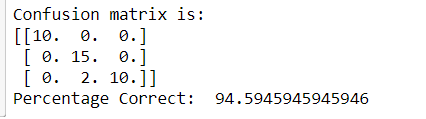 Confusion matrix is:
[[10.  0.  0.]
 [ 0. 15.  0.]
 [ 0.  2. 10.]]
Percentage Correct:  94.5945945945946